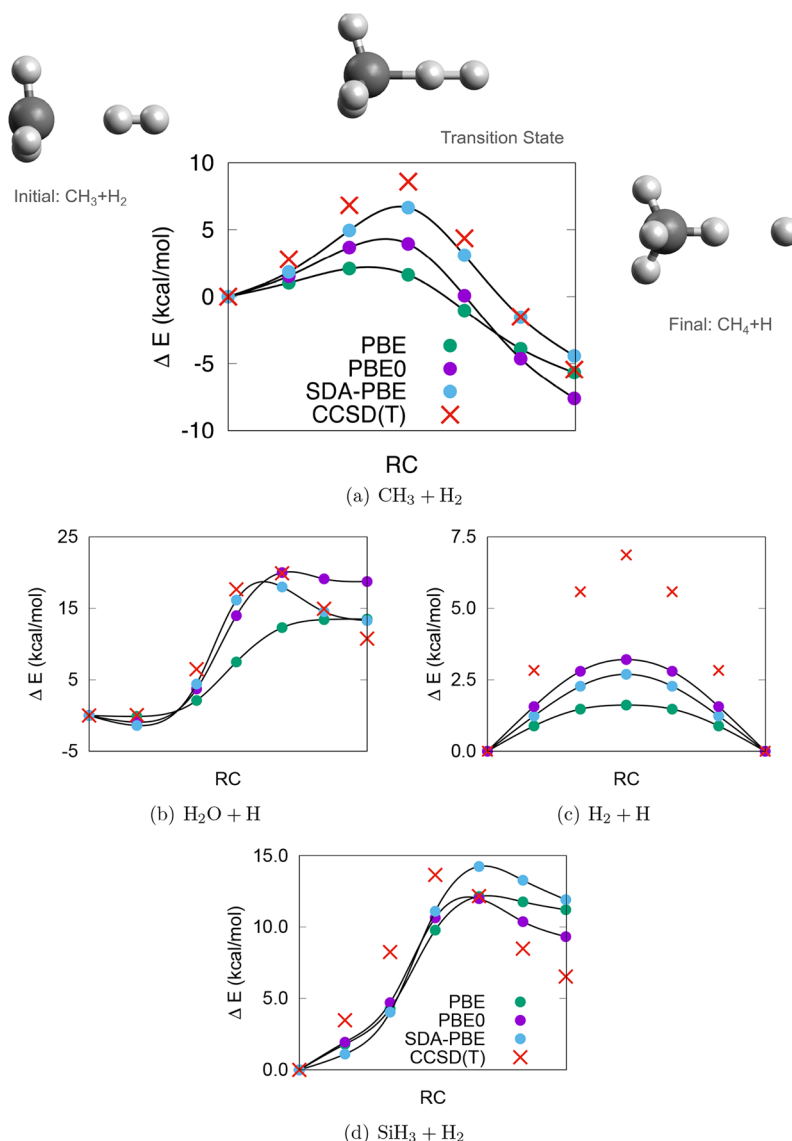 Transition State
Initial: CH₃+H₂
Final: CH₄+H
10
5
0
-5
-10
Δ E (kcal/mol)
PBE
PBE0
SDA-PBE
CCSD(T)
RC
(a) CH₃ + H₂
25
15
5
-5
Δ E (kcal/mol)
RC
(b) H₂O + H
7.5
5.0
2.5
0.0
Δ E (kcal/mol)
RC
(c) H₂ + H
15.0
10.0
5.0
0.0
Δ E (kcal/mol)
PBE
PBE0
SDA-PBE
CCSD(T)
RC
(d) SiH₃ + H₂